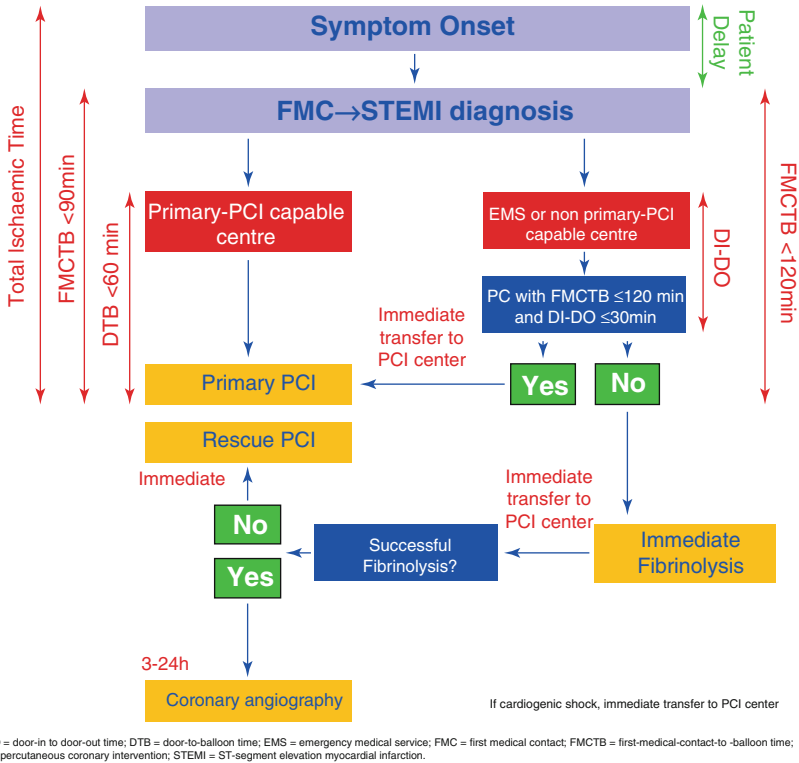 Symptom Onset
Patient
Delay
FMC→STEMI diagnosis
Total Ischaemic Time
FMCTB <90min
DTB <60 min
Primary-PCI capable
centre
EMS or non primary-PCI
capable centre
DI-DO
FMCTB <120min
PC with FMCTB ≤120 min
and DI-DO ≤30min
Immediate
transfer to
PCI center
Yes
No
Primary PCI
Rescue PCI
Immediate
No
Yes
Successful
Fibrinolysis?
Immediate
transfer to
PCI center
Immediate
Fibrinolysis
3-24h
Coronary angiography
If cardiogenic shock, immediate transfer to PCI center
= door-in to door-out time; DTB = door-to-balloon time; EMS = emergency medical service; FMC = first medical contact; FMCTB = first-medical-contact-to -balloon time;
percutaneous coronary intervention; STEMI = ST-segment elevation myocardial infarction.